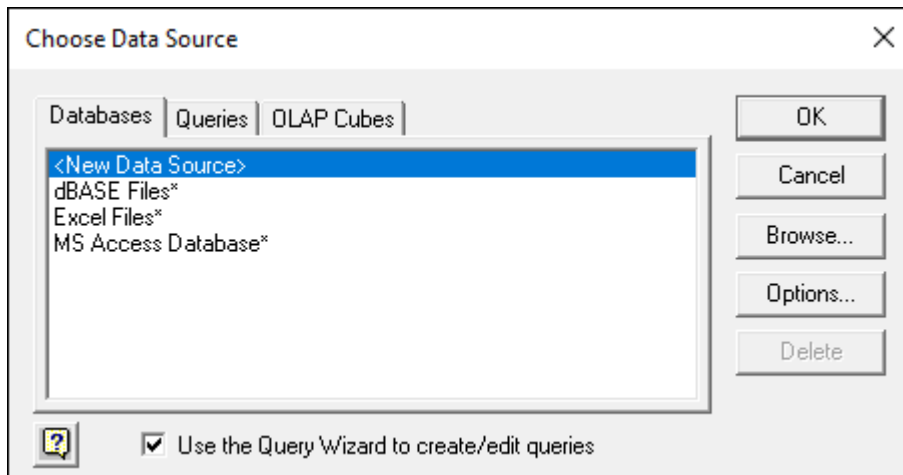 Choose Data Source
Databases Queries OLAP Cubes
<New Data Source>
dBASE Files*
Excel Files*
MS Access Database*
OK
Cancel
Browse...
Options...
Delete
? Use the Query Wizard to create/edit queries